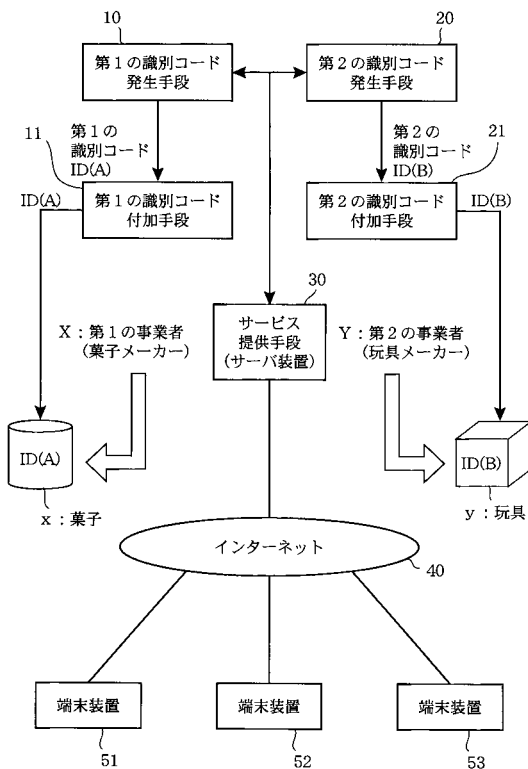 10
20
第1の識別コード
発生手段
第2の識別コード
発生手段
第1の
識別コード
ID(A)
第2の
識別コード
ID(B)
11
21
ID(A)
第1の識別コード
付加手段
第2の識別コード
付加手段
ID(B)
30
X:第1の事業者
(菓子メーカー)
サービス
提供手段
(サーバ装置)
Y:第2の事業者
(玩具メーカー)
ID(A)
ID(B)
x:菓子
y:玩具
インターネット
40
端末装置
端末装置
端末装置
51
52
53